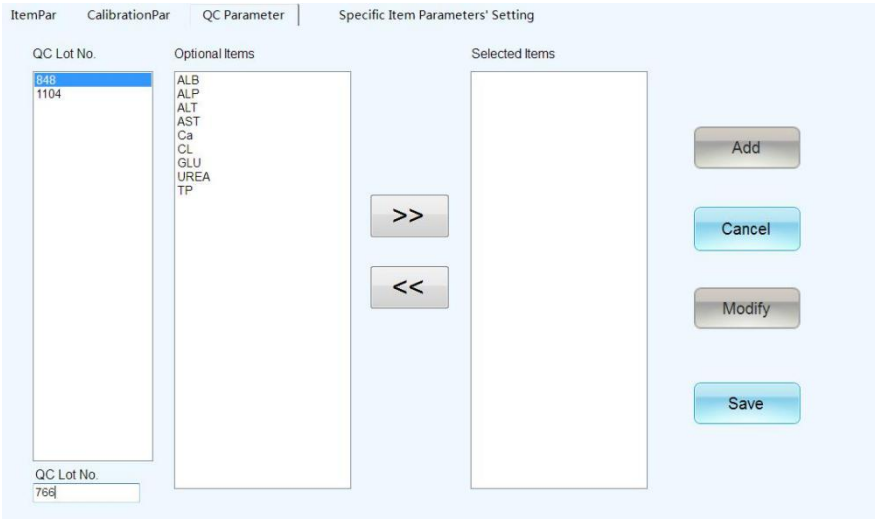 ItemPar CalibrationPar QC Parameter Specific Item Parameters' Setting
QC Lot No. Optional Items Selected Items
848
1104
ALB
ALP
ALT
AST
Ca
CL
GLU
UREA
TP
>>
<<
Add
Cancel
Modify
Save
QC Lot No.
766